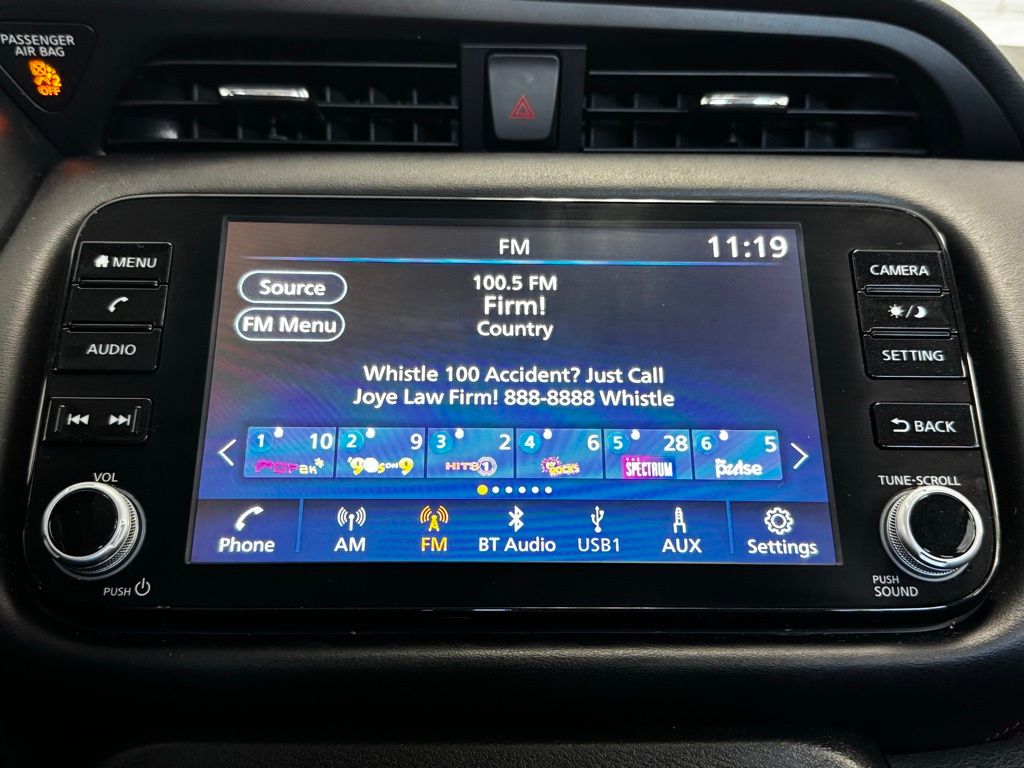 PASSENGER
AIR BAG
OFF
FM
11:19
MENU
Source
100.5 FM
Firm!
CAMERA
FM Menu
Country
AUDIO
SETTING
Whistle 100 Accident? Just Call
Joye Law Firm! 888-8888 Whistle
BACK
1 10 2 9 3 2 4 6 5 28 6 5
'90s on 9 HITS 1 SPECTRUM Pulse
VOL
TUNE-SCROLL
Phone AM FM BT Audio USB1 AUX Settings
PUSH
PUSH
SOUND